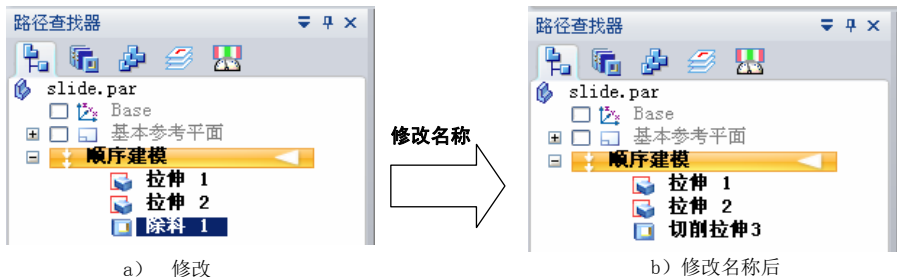 路径查找器
slide.par
Base
基本参考平面
顺序建模
拉伸 1
拉伸 2
除料 1
a） 修改
修改名称
路径查找器
slide.par
Base
基本参考平面
顺序建模
拉伸 1
拉伸 2
切削拉伸3
b）修改名称后